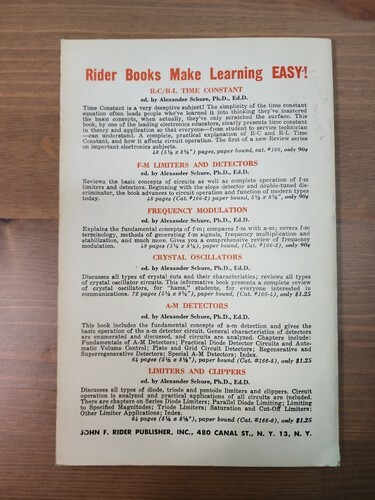 Rider Books Make Learning EASY!
R-C/R-L TIME CONSTANT
ed. by Alexander Schure, Ph.D., Ed.D.
Time Constant is a very deceptive subject! The simplicity of the time constant
equation often leads people who've learned it into thinking they've mastered
the basic concepts, when actually, they've only scratched the surface. This
book, by one of the leading electronics educators, clearly presents time constant
in theory and application so that everyone—from student to service technician
—can understand. A complete, practical explanation of R-C and R-L Time
Constant, and how it affects circuit operation. The first of a new Review series
on important electronics subjects.
48 (5½ x 8½") pages, paper bound, cat. #166, only 90¢
F-M LIMITERS AND DETECTORS
ed. by Alexander Schure, Ph.D., Ed.D.
Reviews the basic concepts of circuits as well as complete operation of f-m
limiters and detectors. Beginning with the slope detector and double-tuned dis-
criminator, the book advances to circuit operation and function of modern types
today. 48 pages (Cat. #166-2) paper bound, 5½ x 8½", only 90¢
FREQUENCY MODULATION
ed. by Alexander Schure, Ph.D., Ed.D.
Explains the fundamental concepts of f-m; compares f-m with a-m; covers f-m
terminology, methods of generating f-m signals, frequency multiplication and
stabilization, and much more. Gives you a comprehensive review of frequency
modulation. 48 pages (5½ x 8½"), paper bound, (Cat. #166-3), only 90¢
CRYSTAL OSCILLATORS
ed. by Alexander Schure, Ph.D., Ed.D.
Discusses all types of crystal cuts and their characteristics; reviews all types
of crystal oscillator circuits. This informative book presents a complete review
of crystal oscillators, for "hams", students, for everyone interested in
communications. 72 pages (5½ x 8½"), paper bound (Cat. #166-4), only $1.25
A-M DETECTORS
ed. by Alexander Schure, Ph.D., Ed.D.
This book includes the fundamental concepts of a-m detection and gives the
basic operation of the a-m detector circuit. General characteristics of detectors
are enumerated and discussed, and circuits are analyzed. Chapters include:
Fundamentals of A-M Detectors; Practical Diode Detector Circuits and Auto-
matic Volume Control; Plate and Grid Circuit Detectors; Regenerative and
Superregenerative Detectors; Special A-M Detectors; Index.
64 pages (5½ x 8½"), paper bound (Cat. #166-5), only $1.25
LIMITERS AND CLIPPERS
ed. by Alexander Schure, Ph.D., Ed.D.
Discusses all types of diode, triode and pentode limiters and clippers. Circuit
operation is analyzed and practical applications of all circuits are included.
There are chapters on Series Diode Limiters; Parallel Diode Limiting; Limiting
to Specified Magnitudes; Triode Limiters; Saturation and Cut-Off Limiters;
Other Limiter Applications; Index.
64 pages (5½ x 8½"), paper bound (Cat. #166-6), only $1.25
JOHN F. RIDER PUBLISHER, INC., 480 CANAL ST., N. Y. 13, N. Y.